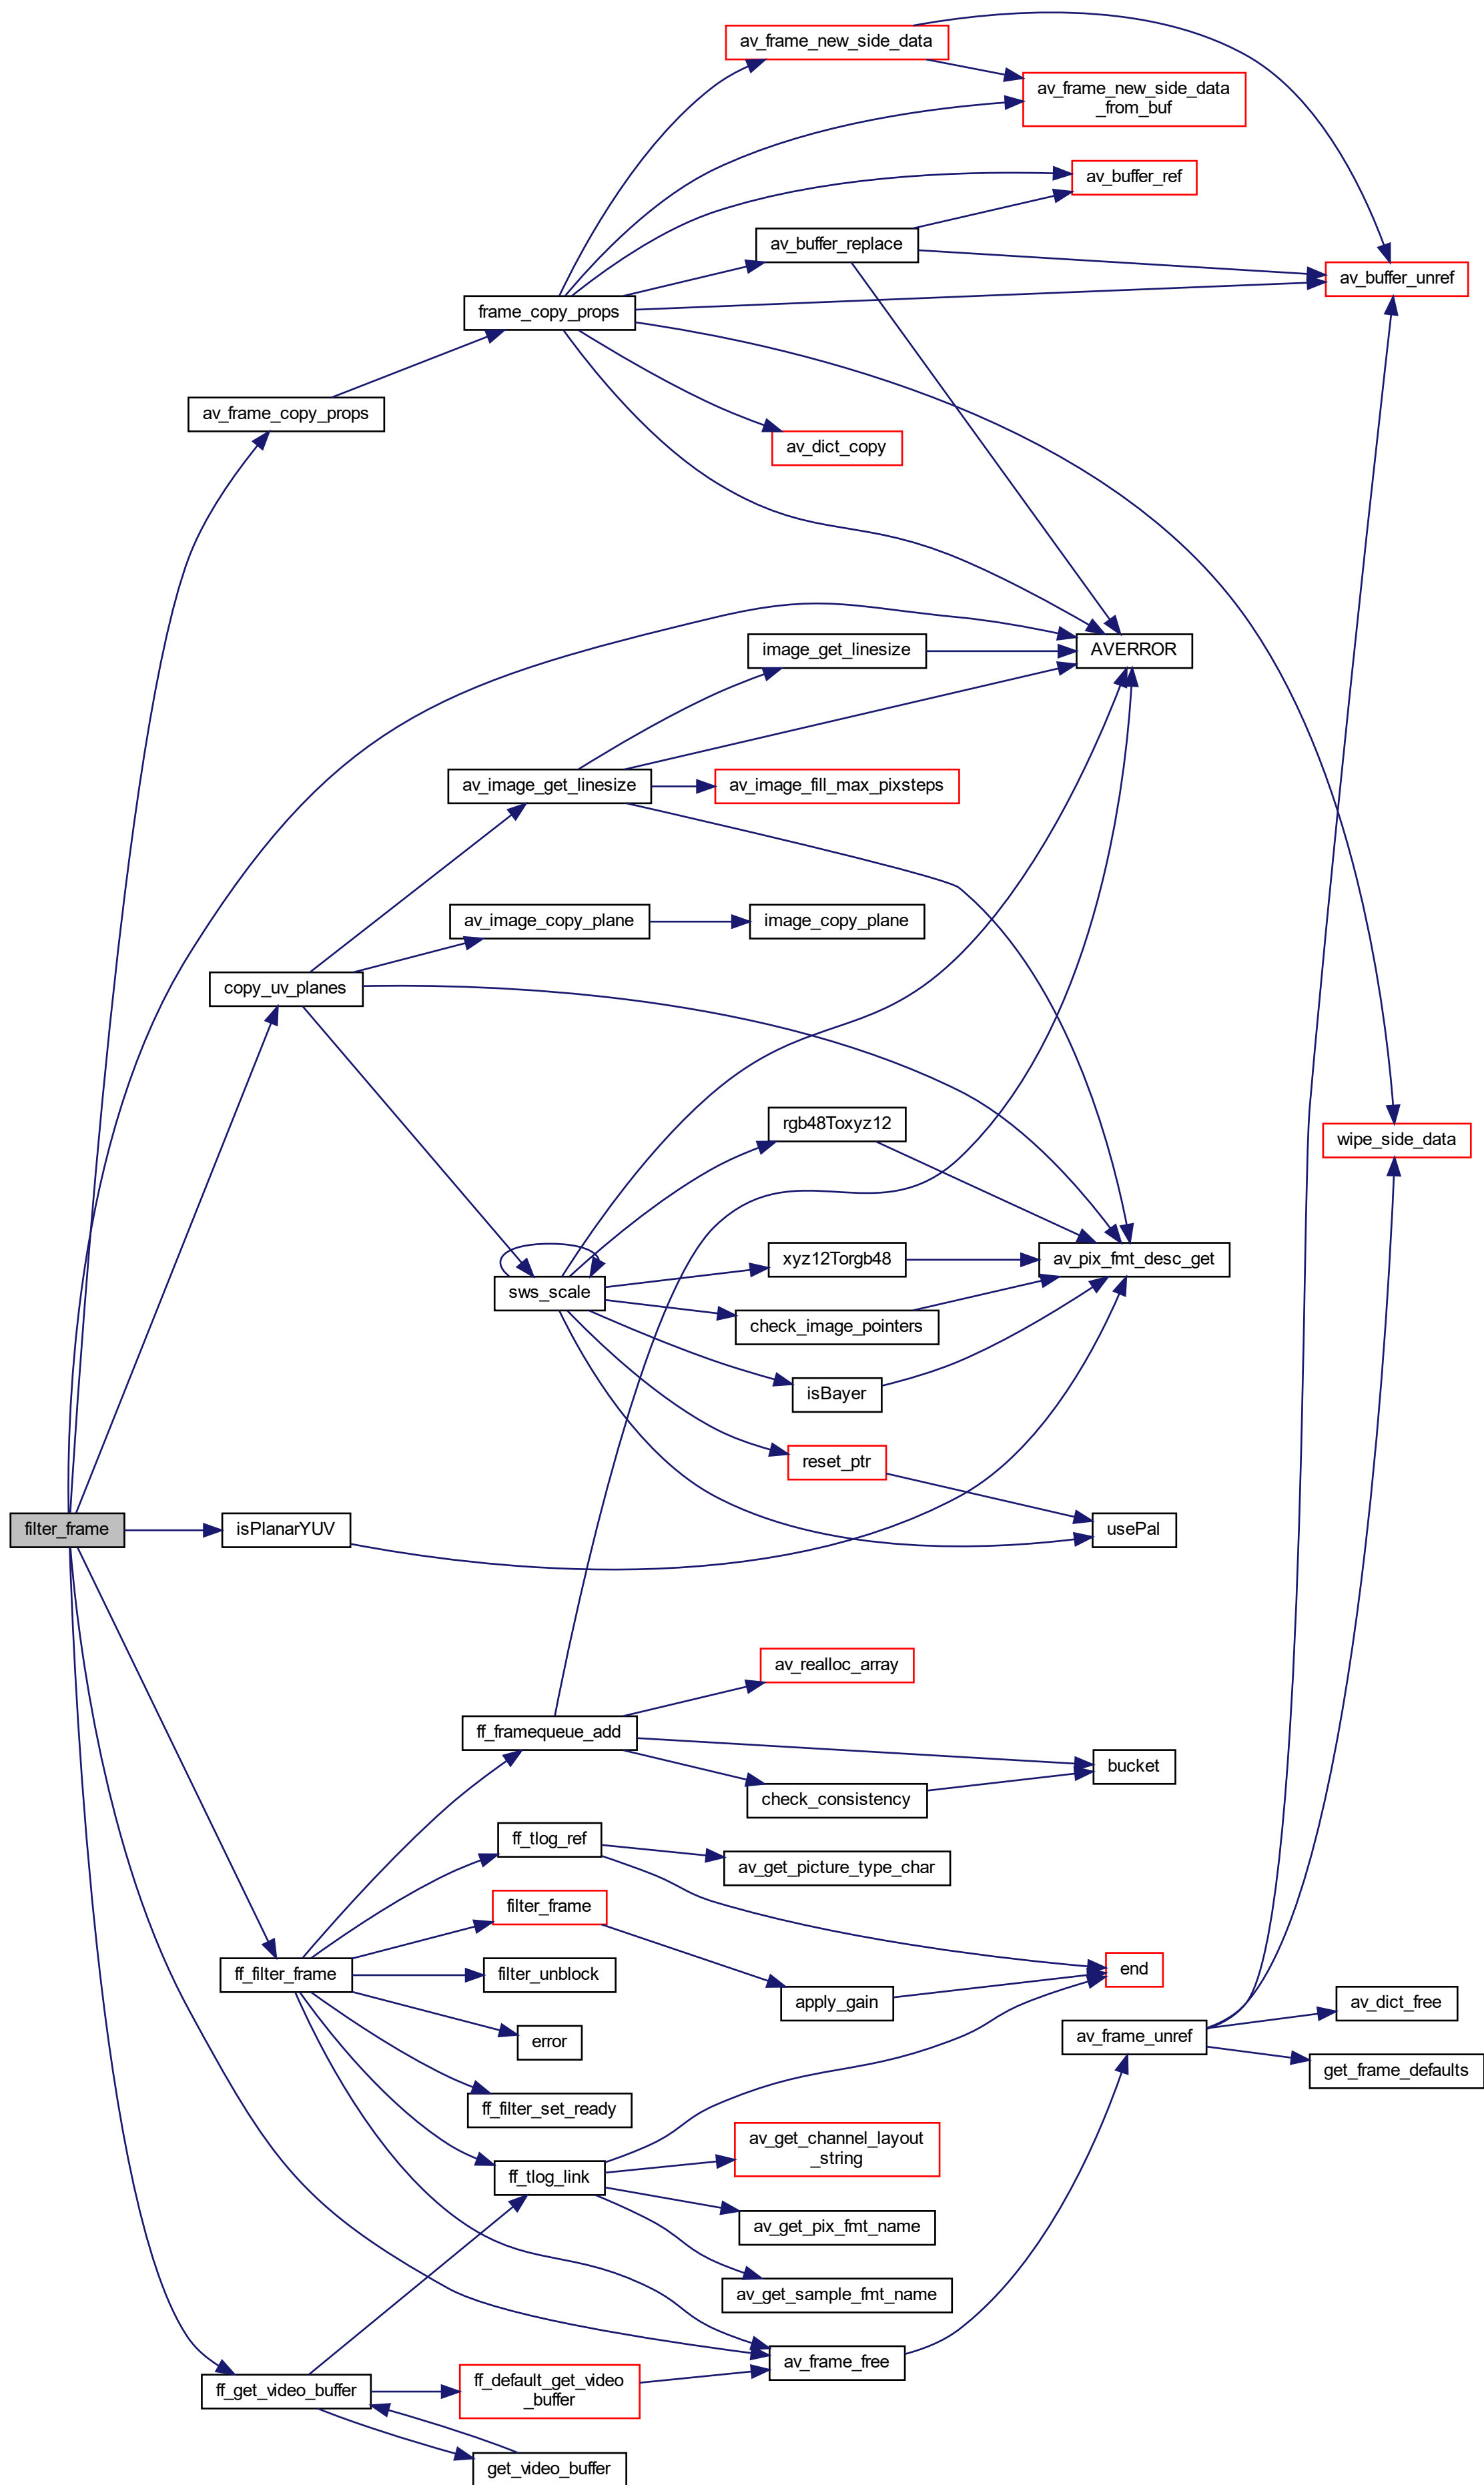 av_frame_new_side_data
av_frame_new_side_data
_from_buf
av_buffer_ref
av_buffer_replace
av_buffer_unref
frame_copy_props
av_frame_copy_props
av_dict_copy
image_get_linesize
AVERROR
av_image_get_linesize
av_image_fill_max_pixsteps
av_image_copy_plane
image_copy_plane
copy_uv_planes
rgb48Toxyz12
wipe_side_data
xyz12Torgb48
av_pix_fmt_desc_get
sws_scale
check_image_pointers
isBayer
reset_ptr
filter_frame
isPlanarYUV
usePal
av_realloc_array
ff_framequeue_add
bucket
check_consistency
ff_tlog_ref
av_get_picture_type_char
filter_frame
ff_filter_frame
filter_unblock
end
apply_gain
av_dict_free
error
av_frame_unref
get_frame_defaults
ff_filter_set_ready
av_get_channel_layout
_string
ff_tlog_link
av_get_pix_fmt_name
av_get_sample_fmt_name
av_frame_free
ff_get_video_buffer
ff_default_get_video
_buffer
get_video_buffer